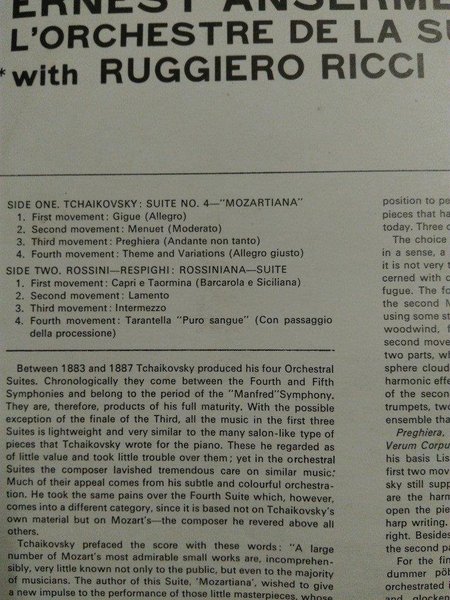 ERNEST ANSERME
L'ORCHESTRE DE LA SU
*with RUGGIERO RICCI
SIDE ONE. TCHAIKOVSKY: SUITE NO. 4—"MOZARTIANA"
1. First movement: Gigue (Allegro)
2. Second movement: Menuet (Moderato)
3. Third movement: Preghiera (Andante non tanto)
4. Fourth movement: Theme and Variations (Allegro giusto)
SIDE TWO. ROSSINI—RESPIGHI: ROSSINIANA—SUITE
1. First movement: Capri e Taormina (Barcarola e Siciliana)
2. Second movement: Lamento
3. Third movement: Intermezzo
4. Fourth movement: Tarantella "Puro sangue" (Con passaggio
della processione)
Between 1883 and 1887 Tchaikovsky produced his four Orchestral
Suites. Chronologically they come between the Fourth and Fifth
Symphonies and belong to the period of the "Manfred"Symphony.
They are, therefore, products of his full maturity. With the possible
exception of the finale of the Third, all the music in the first three
Suites is lightweight and very similar to the many salon-like type of
pieces that Tchaikovsky wrote for the piano. These he regarded as
of little value and took little trouble over them; yet in the orchestral
Suites the composer lavished tremendous care on similar music.
Much of their appeal comes from his subtle and colourful orchestra-
tion. He took the same pains over the Fourth Suite which, however,
comes into a different category, since it is based not on Tchaikovsky's
own material but on Mozart's—the composer he revered above all
others.
Tchaikovsky prefaced the score with these words: "A large
number of Mozart's most admirable small works are, incomprehen-
sibly, very little known not only to the public, but even to the majority
of musicians. The author of this Suite, 'Mozartiana', wished to give
a new impulse to the performance of those little masterpieces, whose
position to pe
pieces that ha
today. Three o
The choice
in a sense, a
it is not very t
cerned with c
fugue. The fo
the second M
using some st
woodwind, f
second move
two parts, wh
sphere cloud
harmonic effe
of the second
trumpets, two
ensemble tha
Preghiera,
Verum Corpu
his basis Lis
first two mov
sky still supp
are the harm
open the pie
harp writing.
right. Besides
the second pa
For the fin
dummer pöb
orchestrated i
and glocken